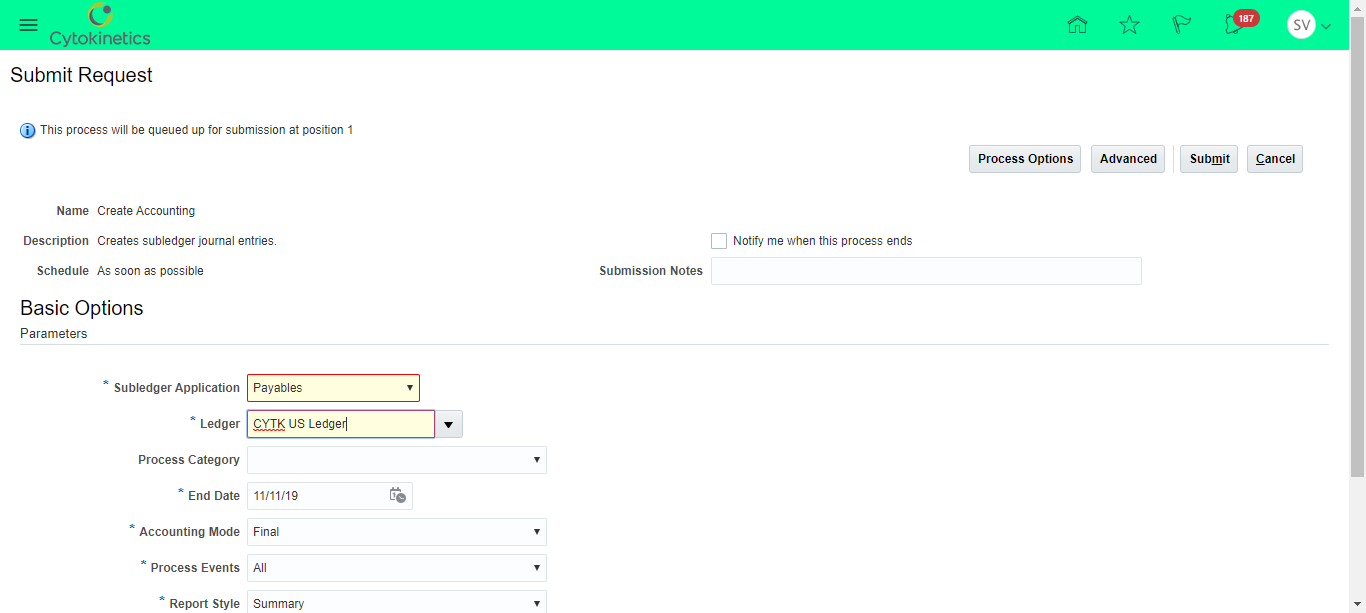 Cytokinetics
187
SV
Submit Request
This process will be queued up for submission at position 1
Process Options Advanced Submit Cancel
Name Create Accounting
Description Creates subledger journal entries.
Notify me when this process ends
Schedule As soon as possible
Submission Notes
Basic Options
Parameters
* Subledger Application Payables
* Ledger CYTK US Ledger
Process Category
* End Date 11/11/19
* Accounting Mode Final
* Process Events All
* Report Style Summary